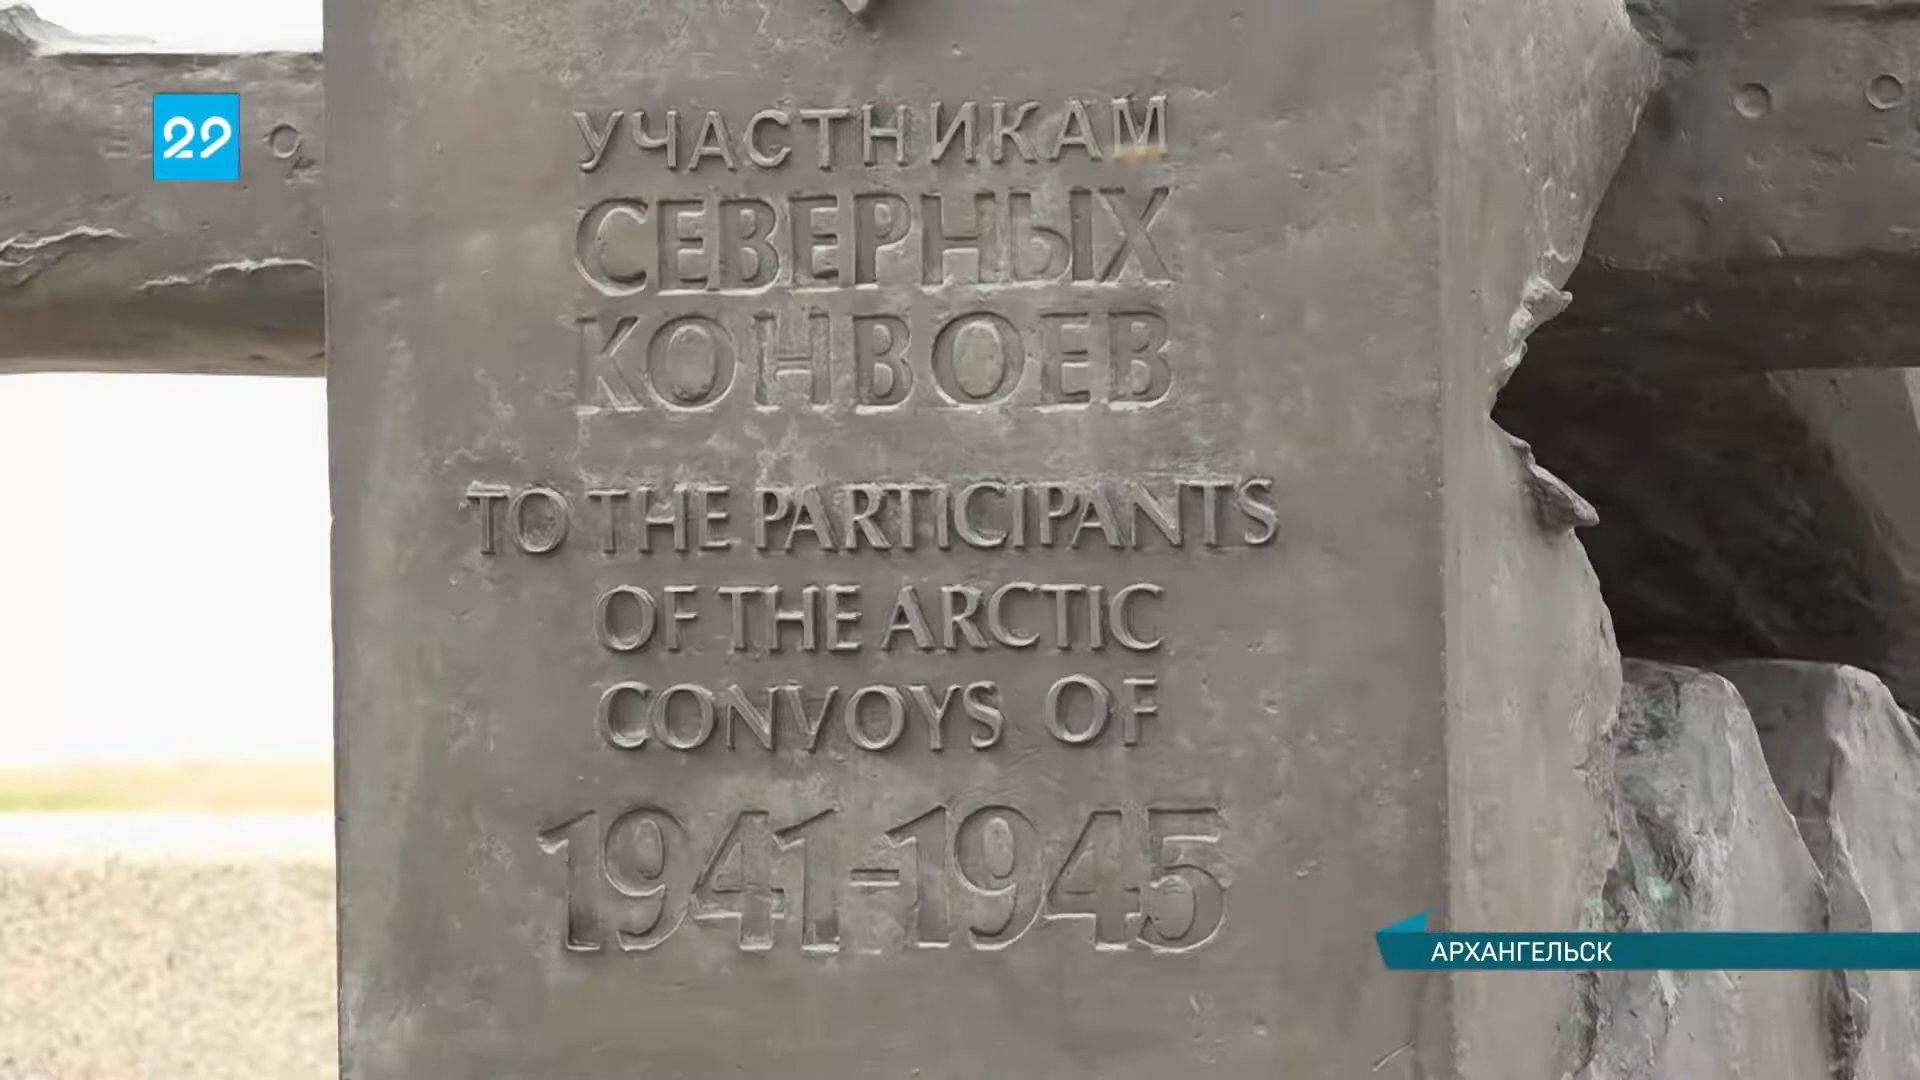 29
УЧАСТНИКАМ
СЕВЕРНЫХ
КОНВОЕВ
TO THE PARTICIPANTS
OF THE ARCTIC
CONVOYS OF
1941-1945
АРХАНГЕЛЬСК